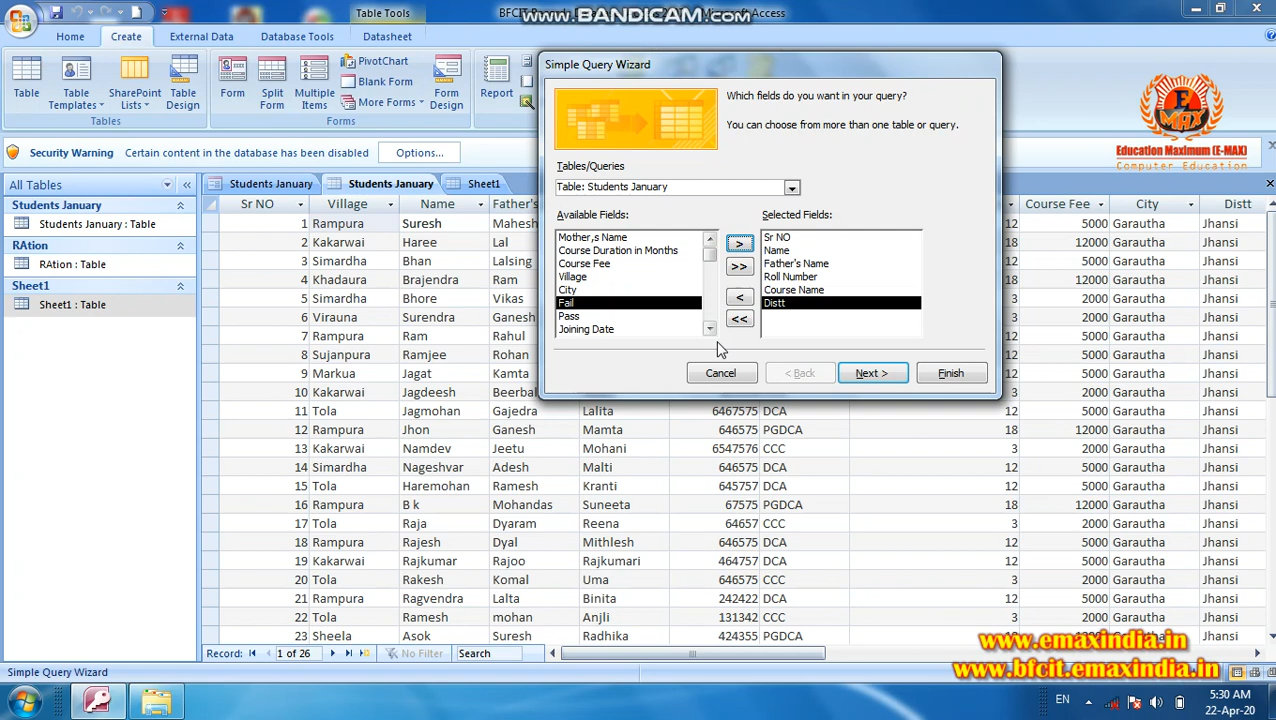 Table Tools
BFCIT
Microsoft Access
www.BANDICAM.com
Home
Create
External Data
Database Tools
Datasheet
Table
Table Templates
SharePoint Lists
Table Design
Tables
Form
Split Form
Multiple Items
PivotChart
Blank Form
More Forms
Form Design
Forms
Report
EMAX
Education Maximum (E-MAX)
Computer Education
Security Warning
Certain content in the database has been disabled
Options...
All Tables
Students January
Students January : Table
RAtion
RAtion : Table
Sheet1
Sheet1 : Table
Students January
Students January
Sheet1
Simple Query Wizard
Which fields do you want in your query?
You can choose from more than one table or query.
Tables/Queries
Table: Students January
Available Fields:
Mother,s Name
Course Duration in Months
Course Fee
Village
City
Fail
Pass
Joining Date
>
>>
<
<<
Selected Fields:
Sr NO
Name
Father's Name
Roll Number
Course Name
Distt
Cancel
< Back
Next >
Finish
Sr NO Village Name Father's Course Fee City Distt
1 Rampura Suresh Mahesh 12 5000 Garautha Jhansi
2 Kakarwai Haree Lal 18 12000 Garautha Jhansi
3 Simardha Bhan Lalsing 3 2000 Garautha Jhansi
4 Khadaura Brajendra Ram 18 12000 Garautha Jhansi
5 Simardha Bhore Vikas 12 5000 Garautha Jhansi
6 Virauna Surendra Ganesh 18 12000 Garautha Jhansi
7 Rampura Ram Rahul 12 5000 Garautha Jhansi
8 Sujanpura Ramjee Rohan 18 12000 Garautha Jhansi
9 Markua Jagat Kamta 12 5000 Garautha Jhansi
10 Kakarwai Jagdeesh Beerbal 3 2000 Garautha Jhansi
11 Tola Jagmohan Gajedra Lalita 6467575 DCA 12 5000 Garautha Jhansi
12 Rampura Jhon Ganesh Mamta 646575 PGDCA 18 12000 Garautha Jhansi
13 Kakarwai Namdev Jeetu Mohani 6547576 CCC 3 2000 Garautha Jhansi
14 Simardha Nageshvar Adesh Malti 646575 DCA 12 5000 Garautha Jhansi
15 Tola Haremohan Ramesh Kranti 645757 DCA 12 5000 Garautha Jhansi
16 Rampura B k Mohandas Suneeta 67575 PGDCA 18 12000 Garautha Jhansi
17 Tola Raja Dyaram Reena 64657 CCC 3 2000 Garautha Jhansi
18 Rampura Rajesh Dyal Mithlesh 646575 DCA 12 5000 Garautha Jhansi
19 Kakarwai Rajkumar Rajoo Rajkumari 464757 DCA 12 5000 Garautha Jhansi
20 Tola Rakesh Komal Uma 646575 CCC 3 2000 Garautha Jhansi
21 Rampura Ragvendra Lalta Binita 242422 DCA 12 5000 Garautha Jhansi
22 Tola Ramesh mohan Anjli 131342 CCC 3 2000 Garautha Jhansi
23 Sheela Asok Suresh Radhika 424355 PGDCA Garautha Jhansi
Record: 1 of 26 No Filter Search
www.emaxindia.in
www.bfcit.emaxindia.in
Simple Query Wizard
EN
5:30 AM
22-Apr-20